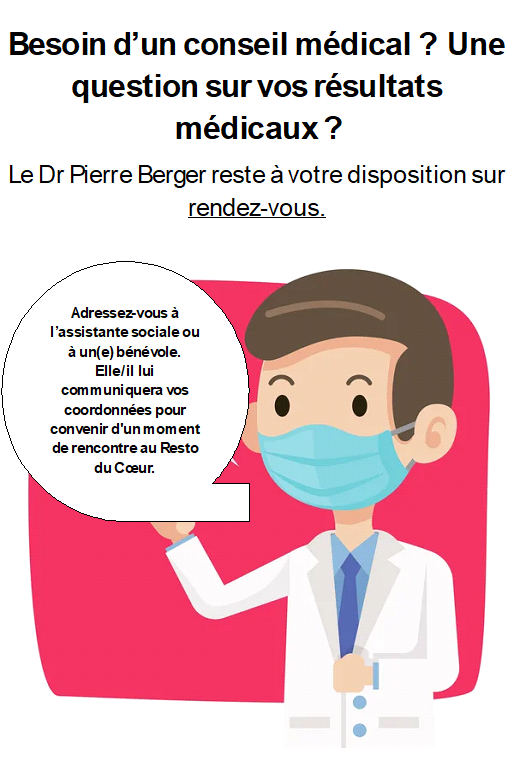 Besoin d’un conseil médical ? Une
question sur vos résultats
médicaux ?
Le Dr Pierre Berger reste à votre disposition sur
rendez-vous.
Adressez-vous à
l’assistante sociale ou
à un(e) bénévole.
Elle/il lui
communiquera vos
coordonnées pour
convenir d'un moment
de rencontre au Resto
du Cœur.